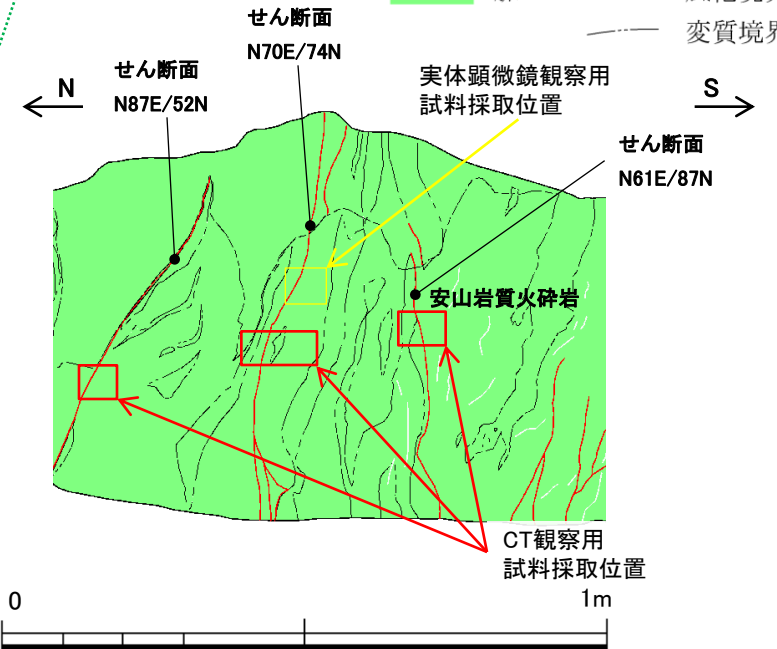 変質境界
せん断面
N70E/74N
せん断面
N87E/52N
実体顕微鏡観察用
試料採取位置
N
S
せん断面
N61E/87N
安山岩質火砕岩
CT観察用
試料採取位置
0
1m